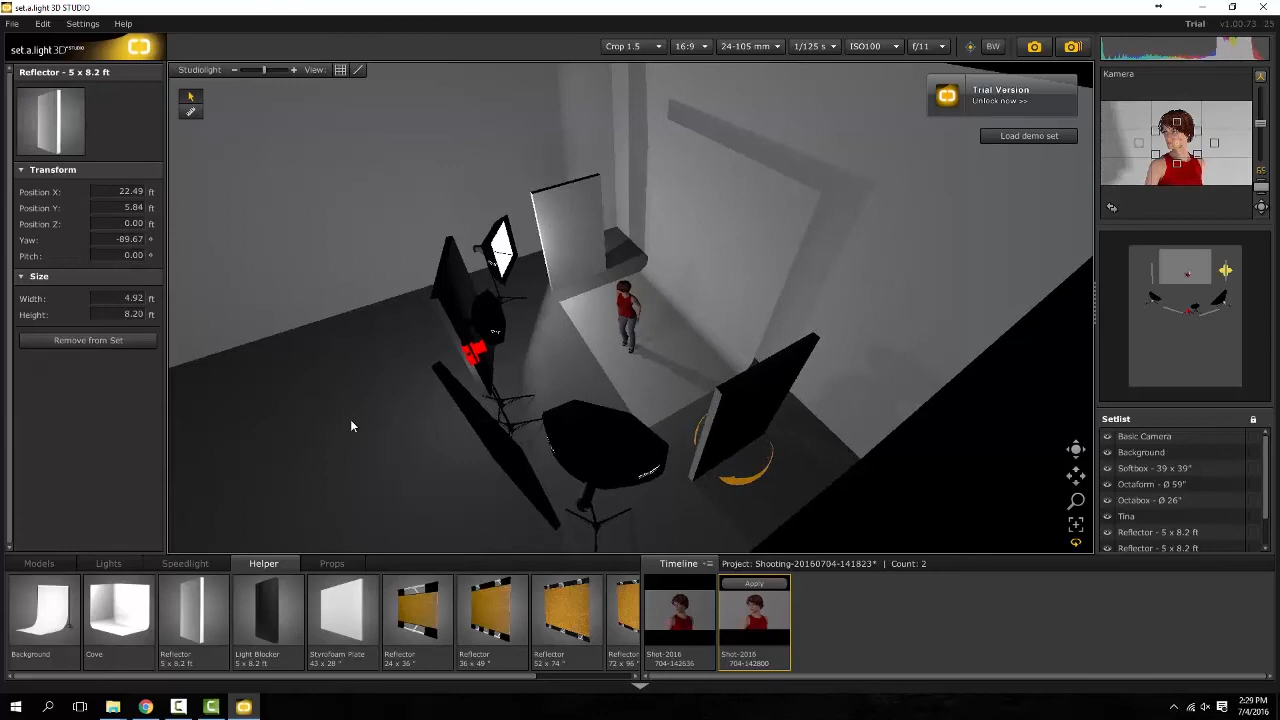 set.a.light 3D STUDIO
File Edit Settings Help
Trial v1.00.73 25
set.a.light 3D STUDIO
Crop 1.5 16:9 24-105 mm 1/125 s ISO100 f/11 BW
Reflector - 5 x 8.2 ft
Studiolight View:
Kamera
Trial Version
Unlock now >>
Load demo set
Transform
Position X: 22.49 ft
Position Y: 5.84 ft
Position Z: 0.00 ft
Yaw: -89.67 °
Pitch: 0.00 °
65
Size
Width: 4.92 ft
Height: 8.20 ft
Remove from Set
Setlist
Basic Camera
Background
Softbox - 39 x 39"
Octaform - Ø 59"
Octabox - Ø 26"
Tina
Reflector - 5 x 8.2 ft
Reflector - 5 x 8.2 ft
Models Lights Speedlight Helper Props
Timeline Project: Shooting-20160704-141823* | Count: 2
Apply
Background
Cove
Reflector
5 x 8.2 ft
Light Blocker
5 x 8.2 ft
Styrofoam Plate
43 x 28 "
Reflector
24 x 36 "
Reflector
36 x 49 "
Reflector
52 x 74 "
Reflec
72 x 96 "
Shot-2016
704-142636
Shot-2016
704-142800
2:29 PM
7/4/2016